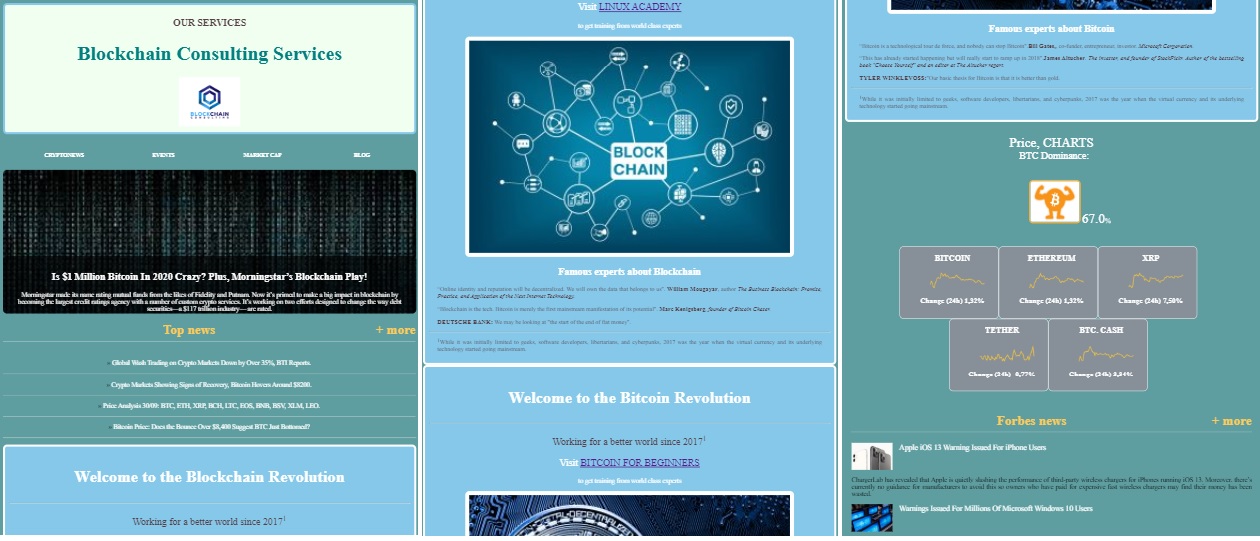 OUR SERVICES
Blockchain Consulting Services
BLOCKCHAIN
CONSULTING
CRYPTONEWS EVENTS MARKET CAP BLOG
Is $1 Million Bitcoin In 2020 Crazy? Plus, Morningstar's Blockchain Play!
Morningstar made its name rating mutual funds from the likes of Fidelity and Putnam. Now it's primed to make a big impact in blockchain by
becoming the largest credit ratings agency with a number of custom crypto services. It's working on two efforts designed to change the way debt
securities—a $117 trillion industry—are rated.
Top news + more
Global Wash Trading on Crypto Markets Down by Over 35%, BTI Reports.
Crypto Markets Showing Signs of Recovery, Bitcoin Hovers Around $8200.
Price Analysis 30/09: BTC, ETH, XRP, BCH, LTC, EOS, BNB, BSV, XLM, LEO.
Bitcoin Price: Does the Bounce Over $8,400 Suggest BTC Just Bottomed?
Welcome to the Blockchain Revolution
Working for a better world since 2017¹
Visit LINUX ACADEMY
to get training from world class experts
BLOCK
CHAIN
Famous experts about Blockchain
"Online identity and reputation will be decentralized. We will own the data that belongs to us". William Mougayar, author The Business Blockchain: Promise,
Practice, and Application of the Next Internet Technology.
"Blockchain is the tech. Bitcoin is merely the first mainstream manifestation of its potential". Marc Kenigsberg, founder of Bitcoin Chaser
DEUTSCHE BANK: We may be looking at "the start of the end of fiat money".
¹While it was initially limited to geeks, software developers, libertarians, and cyberpunks, 2017 was the year when the virtual currency and its underlying
technology started going mainstream.
Welcome to the Bitcoin Revolution
Working for a better world since 2017¹
Visit BITCOIN FOR BEGINNERS
to get training from world class experts
Famous experts about Bitcoin
"Bitcoin is a technological tour de force, and nobody can stop Bitcoin" Bill Gates, co-founder, entrepreneur, investor. Microsoft Corporation.
"This has already started happening but will really start to ramp up in 2018" James Altucher. The investor, and founder of StockPickr. Author of the bestselling
book "Choose Yourself" and an editor at The Altucher report.
TYLER WINKLEVOSS: "Our basic thesis for Bitcoin is that it is better than gold.
¹While it was initially limited to geeks, software developers, libertarians, and cyberpunks, 2017 was the year when the virtual currency and its underlying
technology started going mainstream.
Price, CHARTS
BTC Dominance:
67.0%
BITCOIN ETHEREUM XRP
Change (24h) 1,32% Change (24h) 1,32% Change (24h) 7,50%
TETHER BTC. CASH
Change (24h) 0,77% Change (24h) 3,84%
Forbes news + more
Apple iOS 13 Warning Issued For iPhone Users
ChargerLab has revealed that Apple is quietly slashing the performance of third-party wireless chargers for iPhones running iOS 13. Moreover, there's
currently no guidance for manufacturers to avoid this so owners who have paid for expensive fast wireless chargers may find their money has been
wasted.
Warnings Issued For Millions Of Microsoft Windows 10 Users